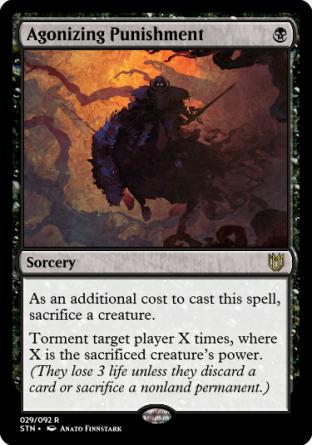 Agonizing Punishment
Sorcery
As an additional cost to cast this spell,
sacrifice a creature.
Torment target player X times, where
X is the sacrificed creature's power.
(They lose 3 life unless they discard
a card or sacrifice a nonland permanent.)
029/092 R
STN • Anato Finnstark